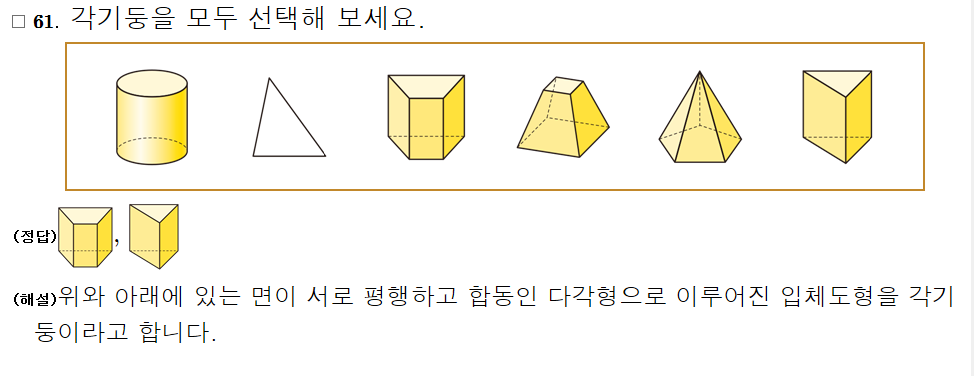 □ 61. 각기둥을 모두 선택해 보세요.
(정답) ,
(해설)위와 아래에 있는 면이 서로 평행하고 합동인 다각형으로 이루어진 입체도형을 각기
둥이라고 합니다.